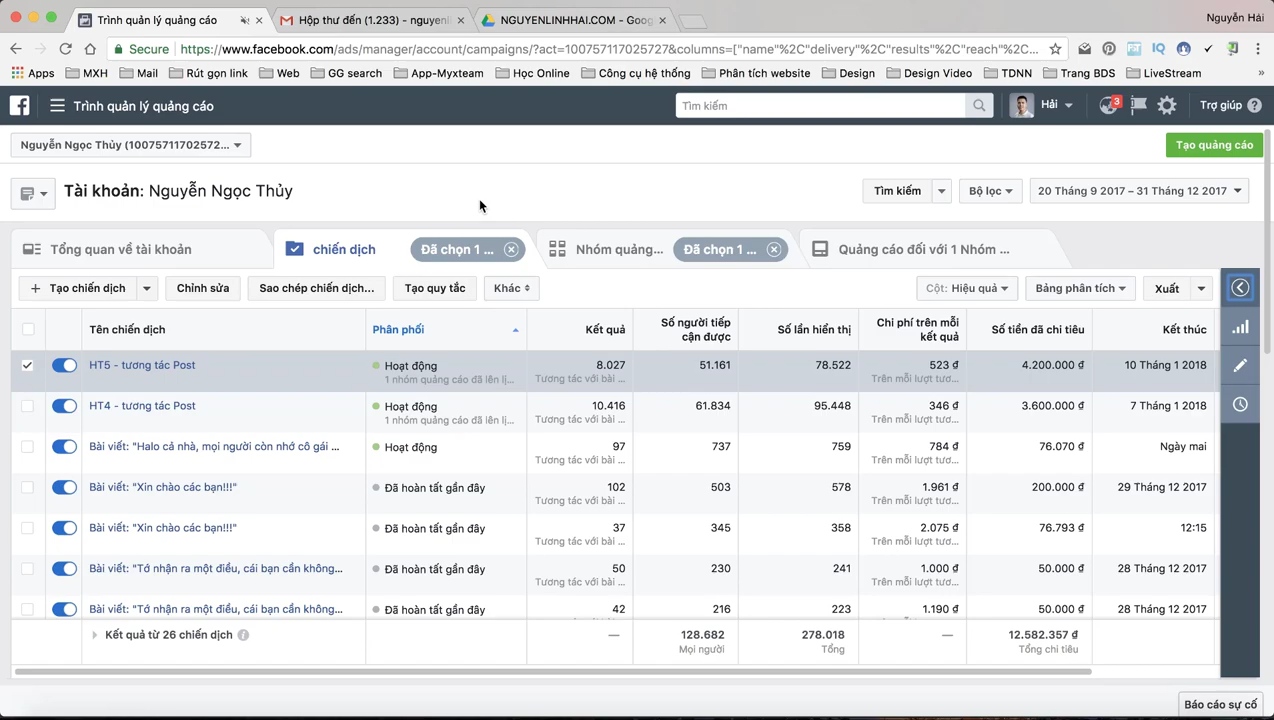 Trình quản lý quảng cáo
Hộp thư đến (1.233) - nguyenl
NGUYENLINHHAI.COM - Goog
Nguyễn Hải
Secure
https://www.facebook.com/ads/manager/account/campaigns/?act=100757117025727&columns=["name"%2C"delivery"%2C"results"%2C"reach"%2C...
Apps
MXH
Mail
Rút gọn link
Web
GG search
App-Myxteam
Học Online
Công cụ hệ thống
Phân tích website
Design
Design Video
TDNN
Trang BDS
LiveStream
»
Trình quản lý quảng cáo
Tìm kiếm
Hải
3
Trợ giúp
Nguyễn Ngọc Thủy (10075711702572...
Tạo quảng cáo
Tài khoản: Nguyễn Ngọc Thủy
Tìm kiếm
Bộ lọc
20 Tháng 9 2017 – 31 Tháng 12 2017
Tổng quan về tài khoản
chiến dịch
Đã chọn 1 ...
Nhóm quảng...
Đã chọn 1 ...
Quảng cáo đối với 1 Nhóm ...
+ Tạo chiến dịch
Chỉnh sửa
Sao chép chiến dịch...
Tạo quy tắc
Khác
Cột: Hiệu quả
Bảng phân tích
Xuất
Tên chiến dịch
Phân phối
Kết quả
Số người tiếp
cận được
Số lần hiển thị
Chi phí trên mỗi
kết quả
Số tiền đã chi tiêu
Kết thúc
HT5 - tương tác Post
Hoạt động
1 nhóm quảng cáo đã lên lị...
8.027
Tương tác với bài ...
51.161
78.522
523 ₫
Trên mỗi lượt tươ...
4.200.000 ₫
10 Tháng 1 2018
HT4 - tương tác Post
Hoạt động
1 nhóm quảng cáo đã lên lị...
10.416
Tương tác với bài ...
61.834
95.448
346 ₫
Trên mỗi lượt tươ...
3.600.000 ₫
7 Tháng 1 2018
Bài viết: "Halo cả nhà, mọi người còn nhớ cô gái ...
Hoạt động
97
Tương tác với bài ...
737
759
784 ₫
Trên mỗi lượt tươ...
76.070 ₫
Ngày mai
Bài viết: "Xin chào các bạn!!!"
Đã hoàn tất gần đây
102
Tương tác với bài ...
503
578
1.961 ₫
Trên mỗi lượt tươ...
200.000 ₫
29 Tháng 12 2017
Bài viết: "Xin chào các bạn!!!"
Đã hoàn tất gần đây
37
Tương tác với bài ...
345
358
2.075 ₫
Trên mỗi lượt tươ...
76.793 ₫
12:15
Bài viết: "Tớ nhận ra một điều, cái bạn cần không...
Đã hoàn tất gần đây
50
Tương tác với bài ...
230
241
1.000 ₫
Trên mỗi lượt tươ...
50.000 ₫
28 Tháng 12 2017
Bài viết: "Tớ nhận ra một điều, cái bạn cần không...
Đã hoàn tất gần đây
42
216
223
1.190 ₫
50.000 ₫
28 Tháng 12 2017
Kết quả từ 26 chiến dịch
—
128.682
Mọi người
278.018
Tổng
—
12.582.357 ₫
Tổng chi tiêu
Báo cáo sự cố